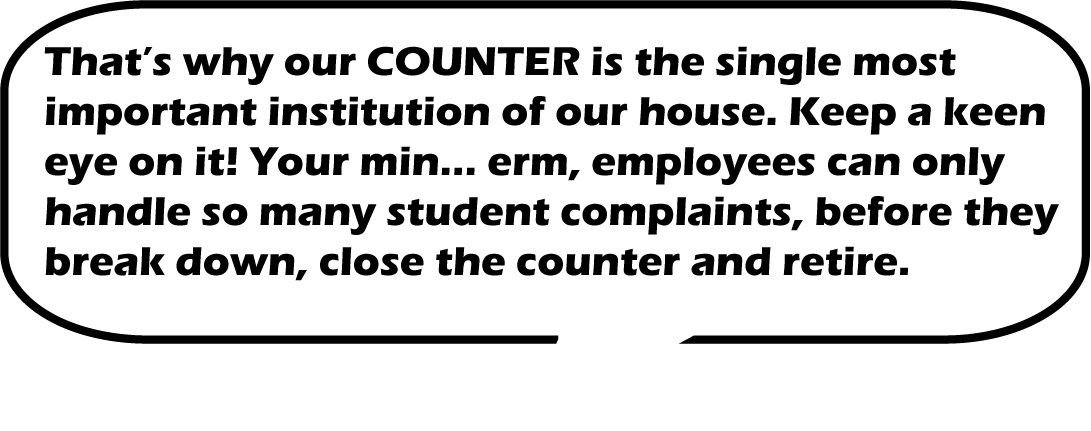 That’s why our COUNTER is the single most
important institution of our house. Keep a keen
eye on it! Your min... erm, employees can only
handle so many student complaints, before they
break down, close the counter and retire.